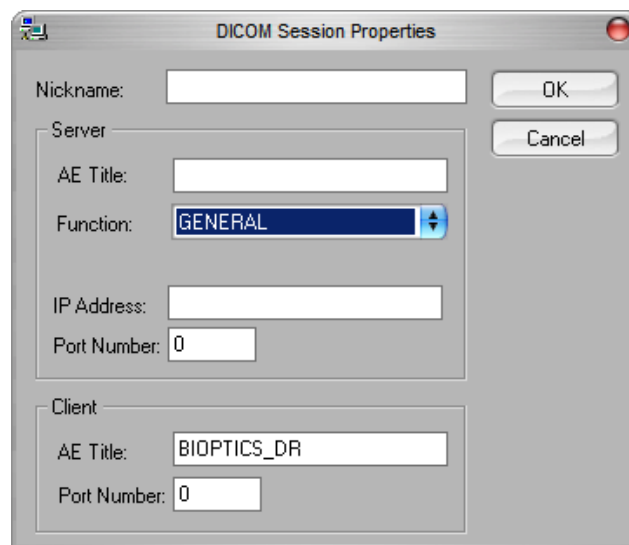 DICOM Session Properties
Nickname:
OK
Server
Cancel
AE Title:
Function: GENERAL
IP Address:
Port Number: 0
Client
AE Title: BIOPTICS_DR
Port Number: 0